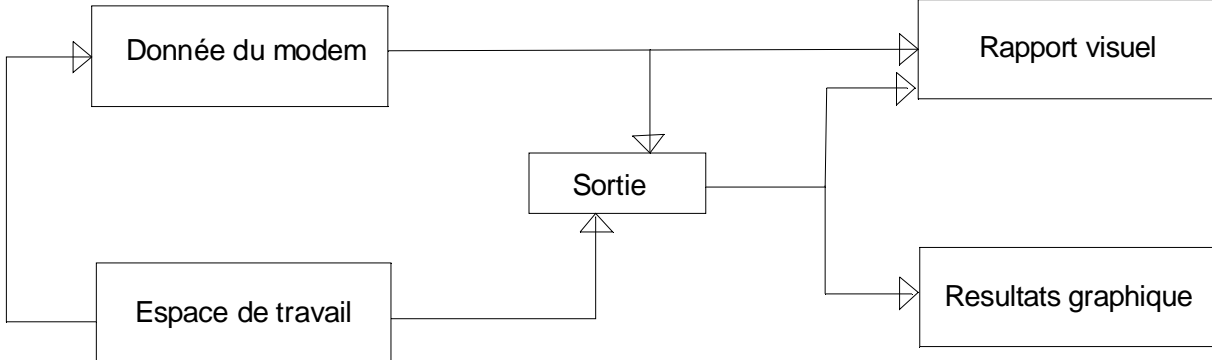 Donnée du modem
Rapport visuel
Sortie
Espace de travail
Resultats graphique